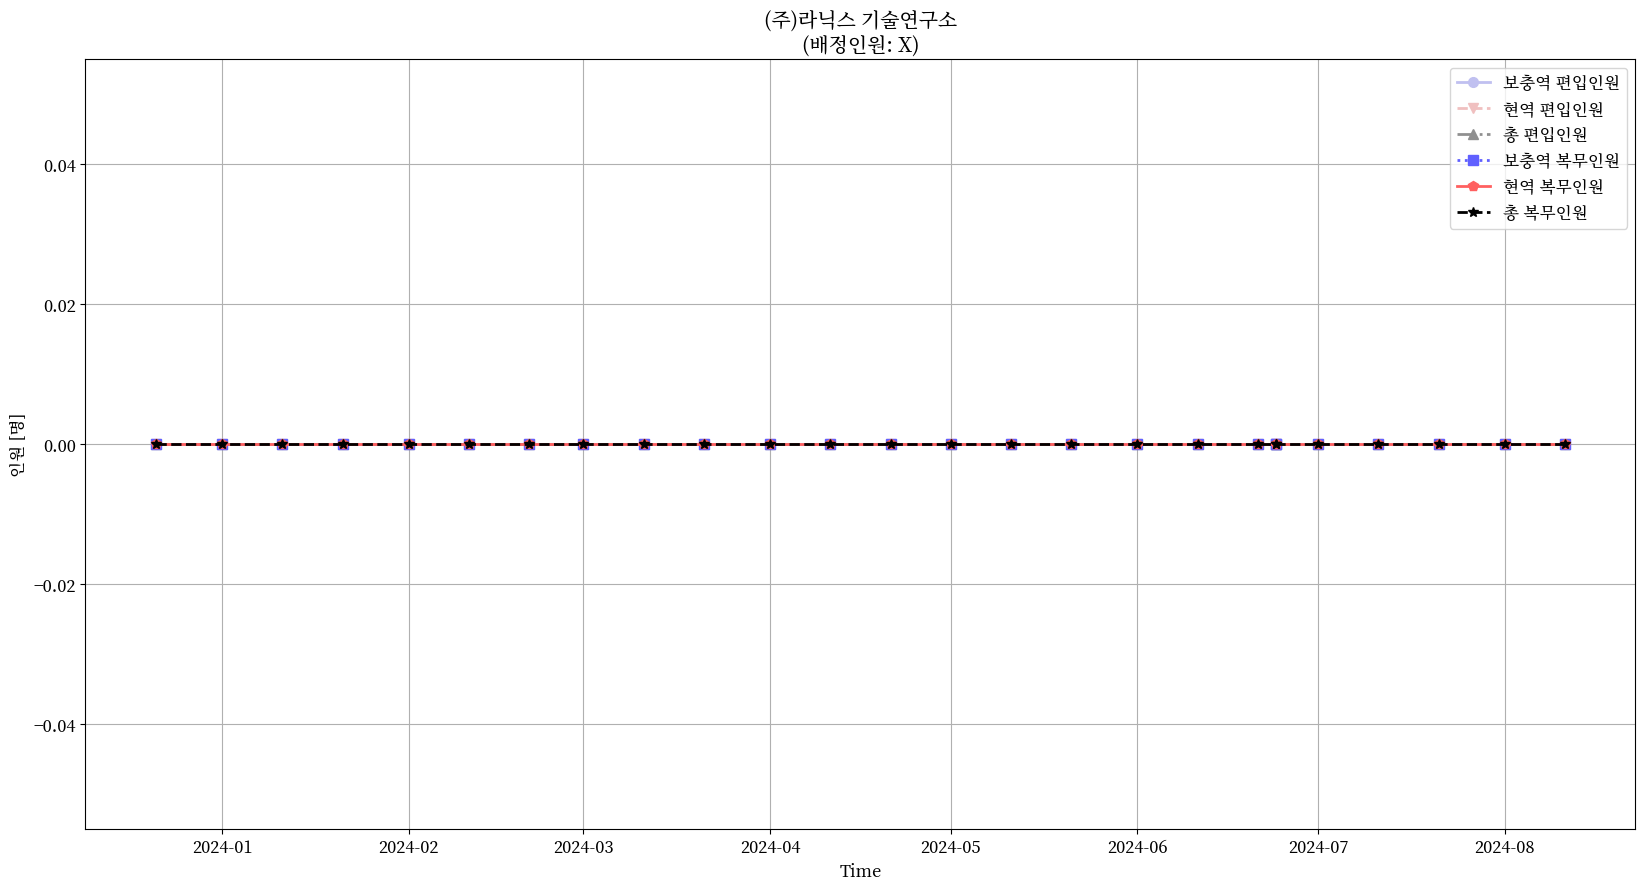 (주)라닉스 기술연구소
(배정인원: X)
보충역 편입인원
현역 편입인원
총 편입인원
보충역 복무인원
현역 복무인원
총 복무인원
인원 [명]
0.04
0.02
0.00
−0.02
−0.04
2024-01
2024-02
2024-03
2024-04
2024-05
2024-06
2024-07
2024-08
Time